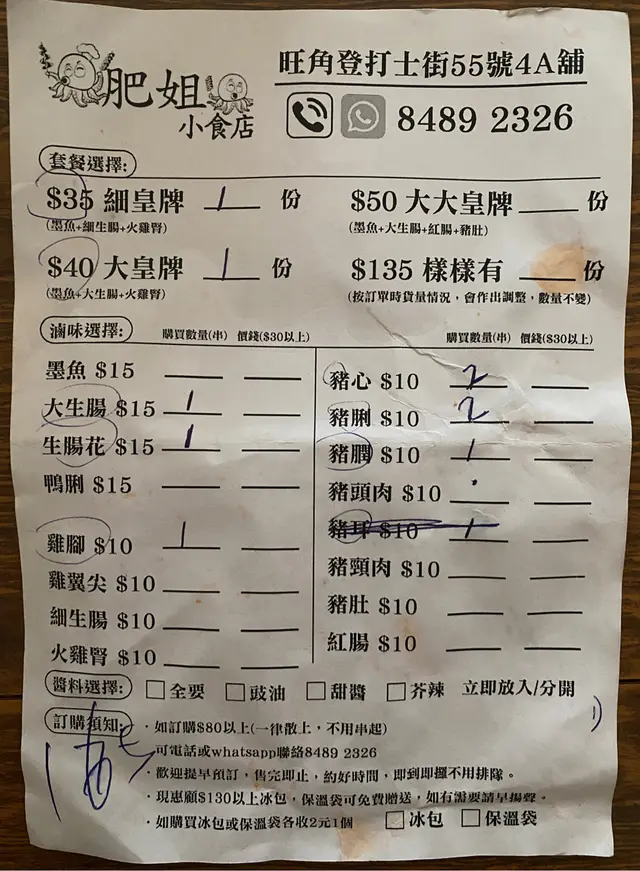 肥姐
小食店
旺角登打士街55號4A舖
8489 2326
套餐選擇:
$35 細皇牌 1 份
(墨魚+細生腸+火雞腎)
$40 大皇牌 1 份
(墨魚+大生腸+火雞腎)
$50 大大皇牌 份
(墨魚+大生腸+紅腸+豬肚)
$135 樣樣有 份
(按訂單時貨量情況，會作出調整，數量不變)
滷味選擇: 購買數量(串) 價錢($30以上)
墨魚 $15
大生腸 $15 1
生腸花 $15 1
鴨脷 $15
雞腳 $10 1
雞翼尖 $10
細生腸 $10
火雞腎 $10
購買數量(串) 價錢($30以上)
豬心 $10 2
豬脷 $10 2
豬膶 $10 1
豬頭肉 $10
豬耳 $10 1
豬頸肉 $10
豬肚 $10
紅腸 $10
醬料選擇: 全要 豉油 甜醬 芥辣 立即放入/分開
訂購須知:
·如訂購$80以上(一律散上，不用串起)
可電話或whatsapp聯絡8489 2326
·歡迎提早預訂，售完即止，約好時間，即到即攞不用排隊。
·現惠顧$130以上冰包，保溫袋可免費贈送，如有需要請早揚聲。
·如購買冰包或保溫袋各收2元1個 冰包 保溫袋